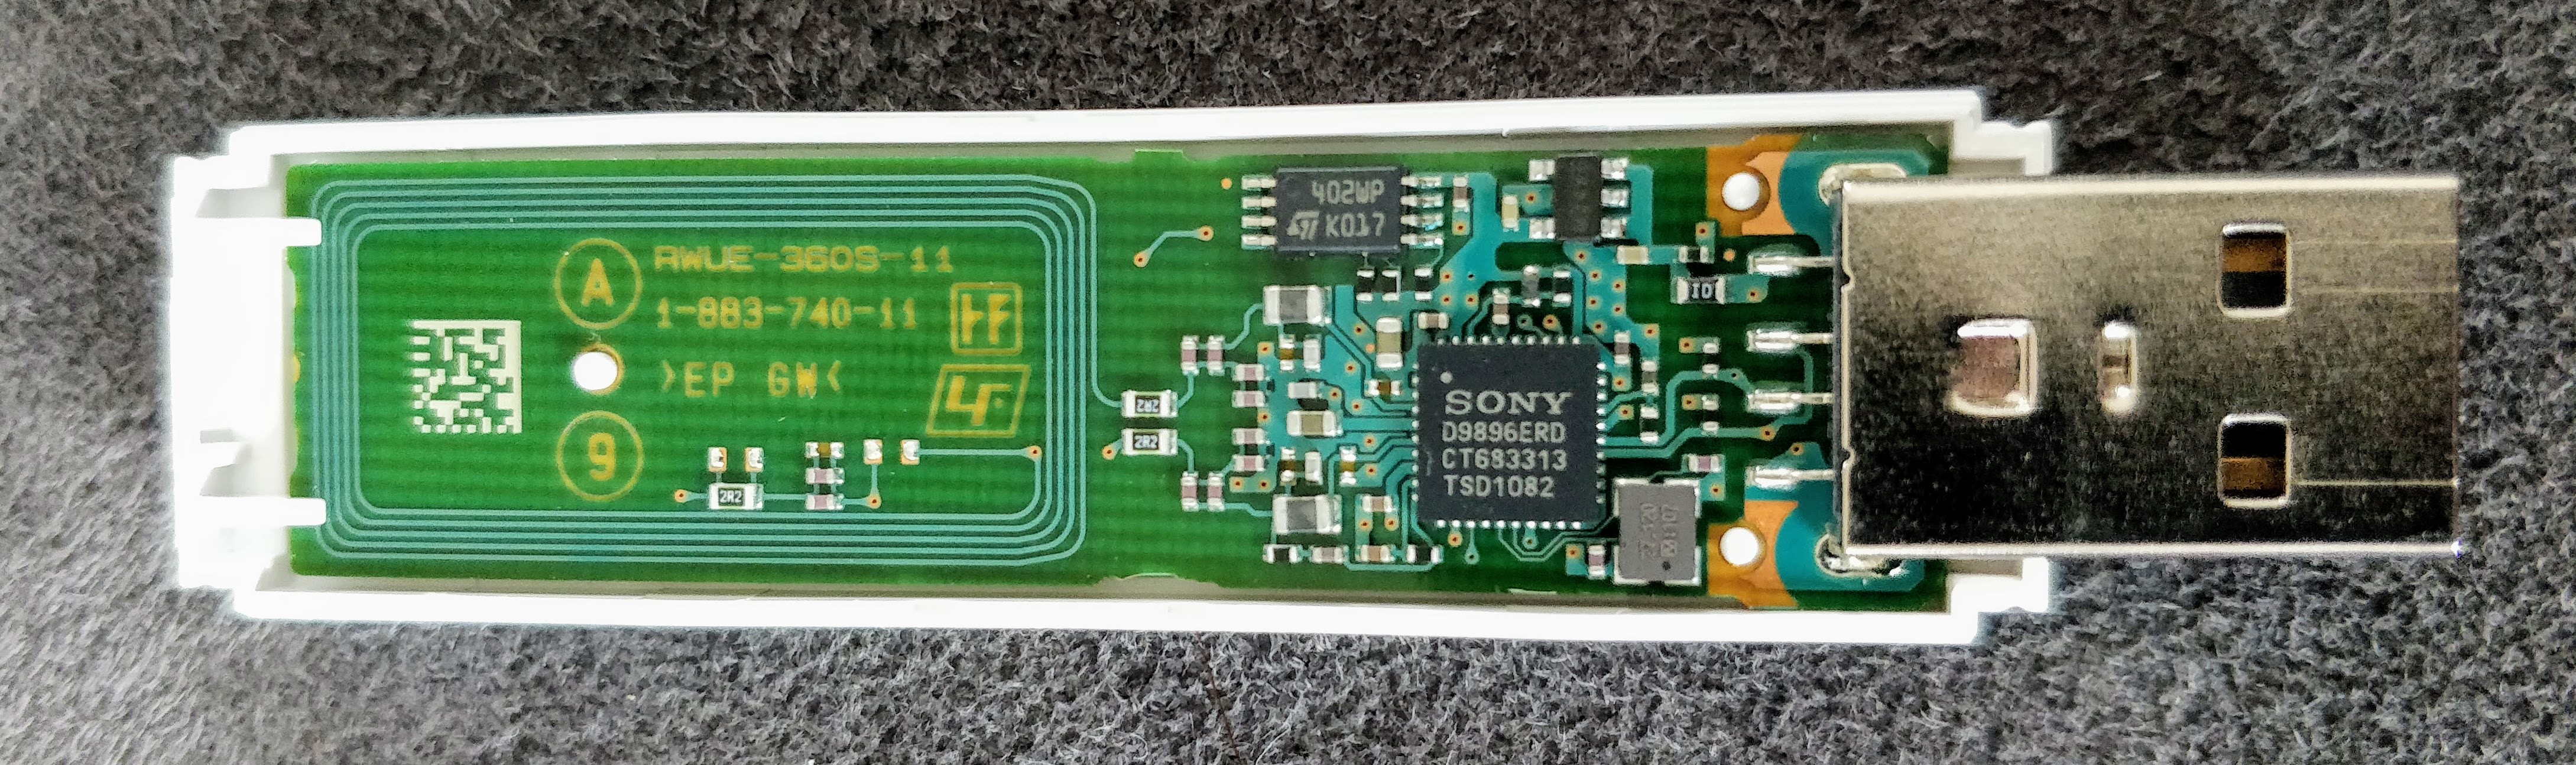 A
RWUE-360S-11
1-883-740-11
>EP GW<
9
2R2
2R2
2R2
402WP
K017
SONY
D9896ERD
CT683313
TSD1082